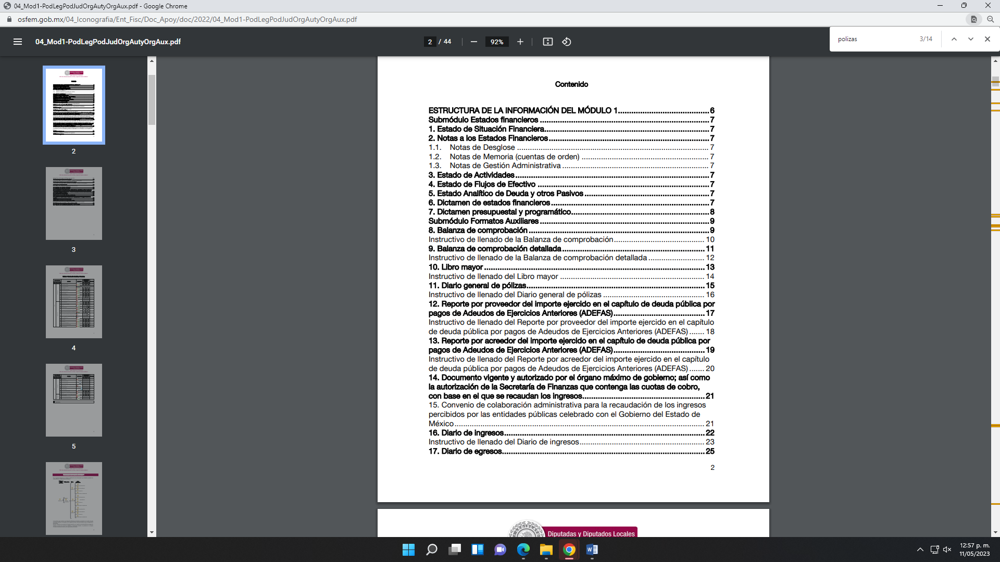 04_Mod1-PodLegPodJudOrgAutyOrgAux.pdf - Google Chrome
osfem.gob.mx/04_Iconografia/Ent_Fisc/Doc_Apoy/doc/2022/04_Mod1-PodLegPodJudOrgAutyOrgAux.pdf
04_Mod1-PodLegPodJudOrgAutyOrgAux.pdf
2 / 44
92%
polizas 3/14
2
3
4
5
Contenido
ESTRUCTURA DE LA INFORMACIÓN DEL MÓDULO 1 6
Submódulo Estados financieros 7
1. Estado de Situación Financiera 7
2. Notas a los Estados Financieros 7
1.1. Notas de Desglose 7
1.2. Notas de Memoria (cuentas de orden) 7
1.3. Notas de Gestión Administrativa 7
3. Estado de Actividades 7
4. Estado de Flujos de Efectivo 7
5. Estado Analítico de Deuda y otros Pasivos 7
6. Dictamen de estados financieros 7
7. Dictamen presupuestal y programático 8
Submódulo Formatos Auxiliares 9
8. Balanza de comprobación 9
Instructivo de llenado de la Balanza de comprobación 10
9. Balanza de comprobación detallada 11
Instructivo de llenado de la Balanza de comprobación detallada 12
10. Libro mayor 13
Instructivo de llenado del Libro mayor 14
11. Diario general de pólizas 15
Instructivo de llenado del Diario general de pólizas 16
12. Reporte por proveedor del importe ejercido en el capítulo de deuda pública por
pagos de Adeudos de Ejercicios Anteriores (ADEFAS) 17
Instructivo de llenado del Reporte por proveedor del importe ejercido en el capítulo
de deuda pública por pagos de Adeudos de Ejercicios Anteriores (ADEFAS) 18
13. Reporte por acreedor del importe ejercido en el capítulo de deuda pública por
pagos de Adeudos de Ejercicios Anteriores (ADEFAS) 19
Instructivo de llenado del Reporte por acreedor del importe ejercido en el capítulo
de deuda pública por pagos de Adeudos de Ejercicios Anteriores (ADEFAS) 20
14. Documento vigente y autorizado por el órgano máximo de gobierno; así como
la autorización de la Secretaría de Finanzas que contenga las cuotas de cobro,
con base en el que se recaudan los ingresos 21
15. Convenio de colaboración administrativa para la recaudación de los ingresos
percibidos por las entidades públicas celebrado con el Gobierno del Estado de
México 21
16. Diario de ingresos 22
Instructivo de llenado del Diario de ingresos 23
17. Diario de egresos 25
2
Diputadas y Diputados Locales
12:57 p. m.
11/05/2023